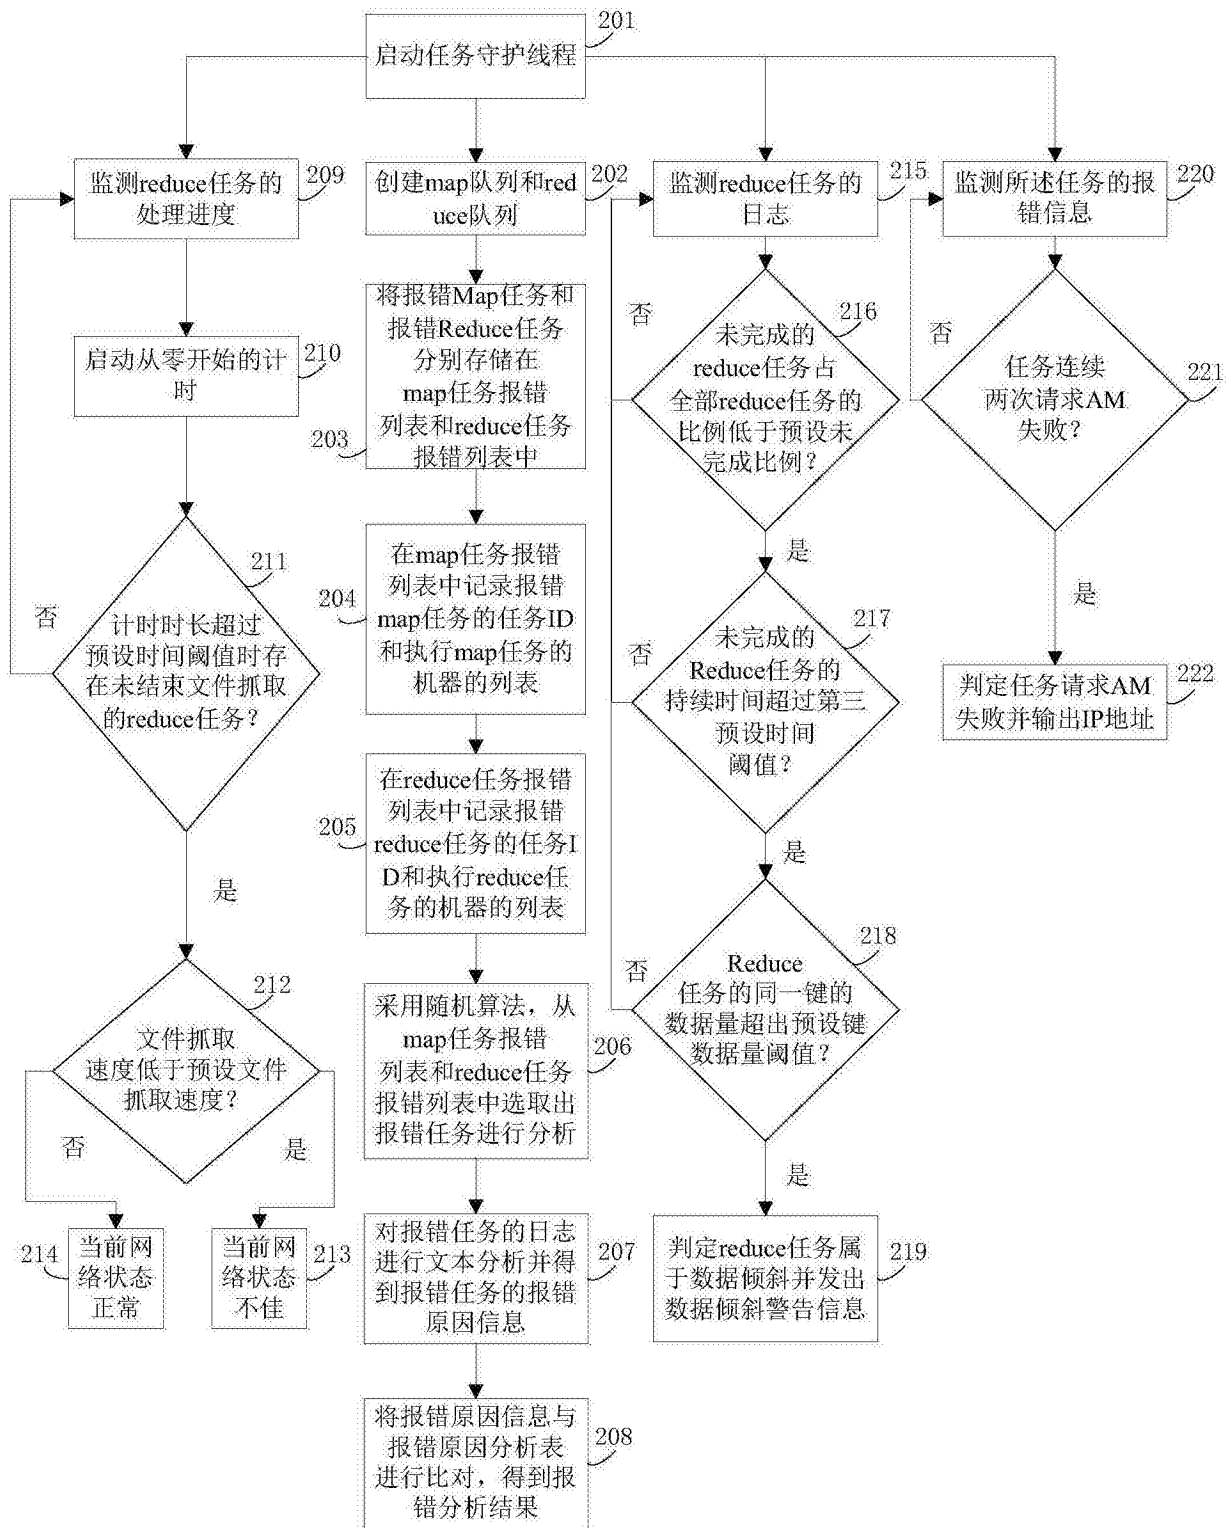 启动任务守护线程
201
监测reduce任务的
处理进度
209
启动从零开始的计
时
210
计时时长超过
预设时间阈值时存
在未结束文件抓取
的reduce任务？
211
否
是
文件抓取
速度低于预设文件
抓取速度？
212
否
是
当前网
络状态
正常
214
当前网
络状态
不佳
213
创建map队列和red
uce队列
202
将报错Map任务和
报错Reduce任务
分别存储在
map任务报错
列表和reduce任务
报错列表中
203
在map任务报错
列表中记录报错
map任务的任务ID
和执行map任务的
机器的列表
204
在reduce任务报错
列表中记录报错
reduce任务的任务I
D和执行reduce任
务的机器的列表
205
采用随机算法，从
map任务报错
列表和reduce任务
报错列表中选取出
报错任务进行分析
206
对报错任务的日志
进行文本分析并得
到报错任务的报错
原因信息
207
将报错原因信息与
报错原因分析表
进行比对，得到报
错分析结果
208
监测reduce任务的
日志
215
未完成的
reduce任务占
全部reduce任务的
比例低于预设未
完成比例？
216
否
是
未完成的
Reduce任务的
持续时间超过第三
预设时间
阈值？
217
否
是
Reduce
任务的同一键的
数据量超出预设键
数据量阈值？
218
否
是
判定reduce任务属
于数据倾斜并发出
数据倾斜警告信息
219
监测所述任务的报
错信息
220
任务连续
两次请求AM
失败？
221
否
是
判定任务请求AM
失败并输出IP地址
222